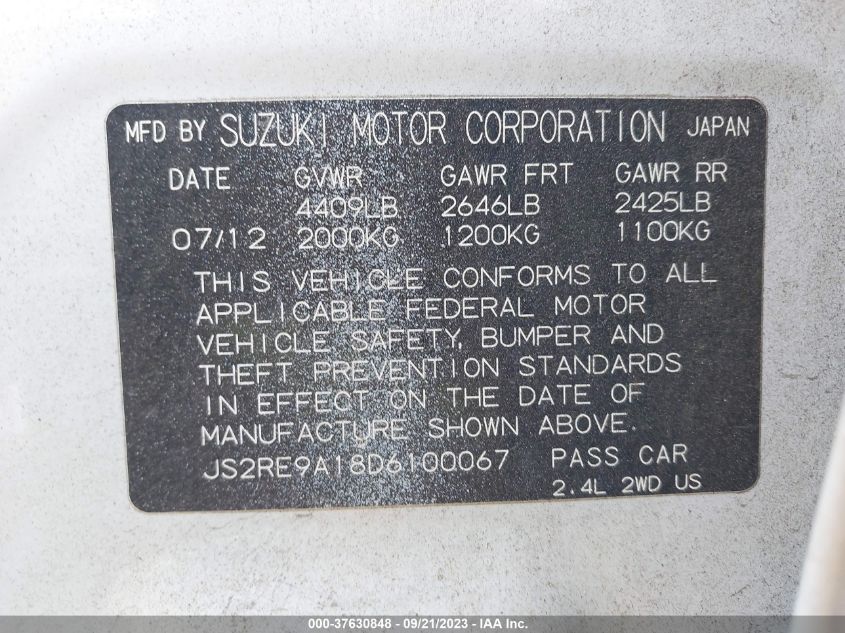 MFD BY SUZUKI MOTOR CORPORATION JAPAN
DATE GVWR GAWR FRT GAWR RR
4409LB 2646LB 2425LB
07/12 2000KG 1200KG 1100KG
THIS VEHICLE CONFORMS TO ALL
APPLICABLE FEDERAL MOTOR
VEHICLE SAFETY, BUMPER AND
THEFT PREVENTION STANDARDS
IN EFFECT ON THE DATE OF
MANUFACTURE SHOWN ABOVE.
JS2RE9A18D6100067 PASS CAR
2.4L 2WD US
000-37630848 - 09/21/2023 - IAAI Inc.